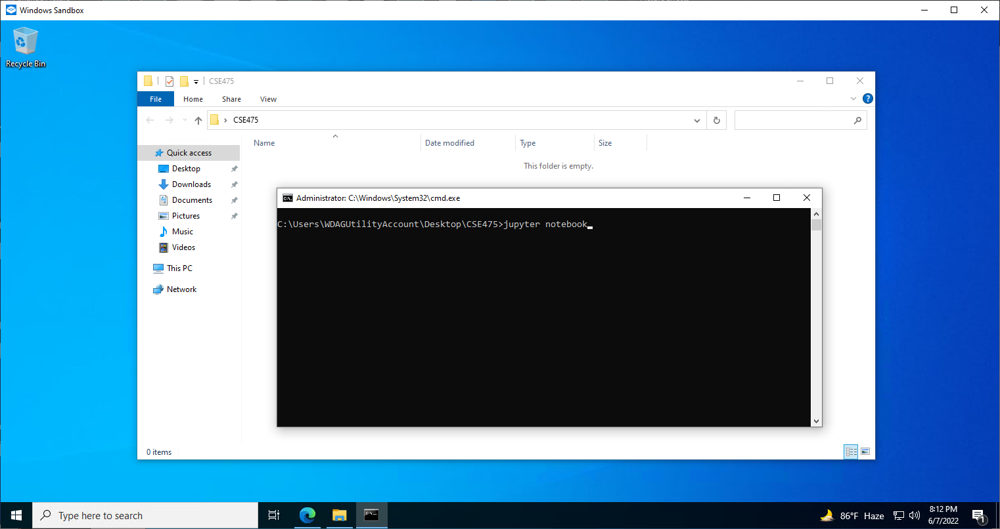 Windows Sandbox
Recycle Bin
CSE475
File Home Share View
?
CSE475
Name Date modified Type Size
This folder is empty.
Quick access
Desktop
Downloads
Documents
Pictures
Music
Videos
This PC
Network
Administrator: C:\Windows\System32\cmd.exe
C:\Users\WDAGUtilityAccount\Desktop\CSE475>jupyter notebook
0 items
Type here to search
86°F Haze
8:12 PM
6/7/2022
1